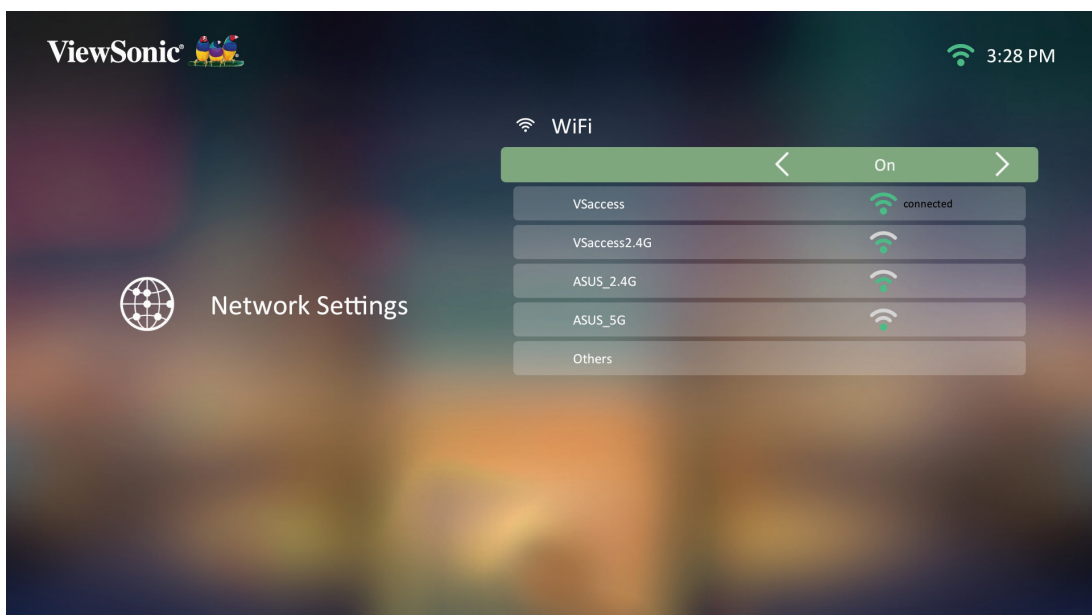 ViewSonic®
3:28 PM
WiFi
On
VSaccess connected
VSaccess2.4G
ASUS_2.4G
ASUS_5G
Others
Network Settings